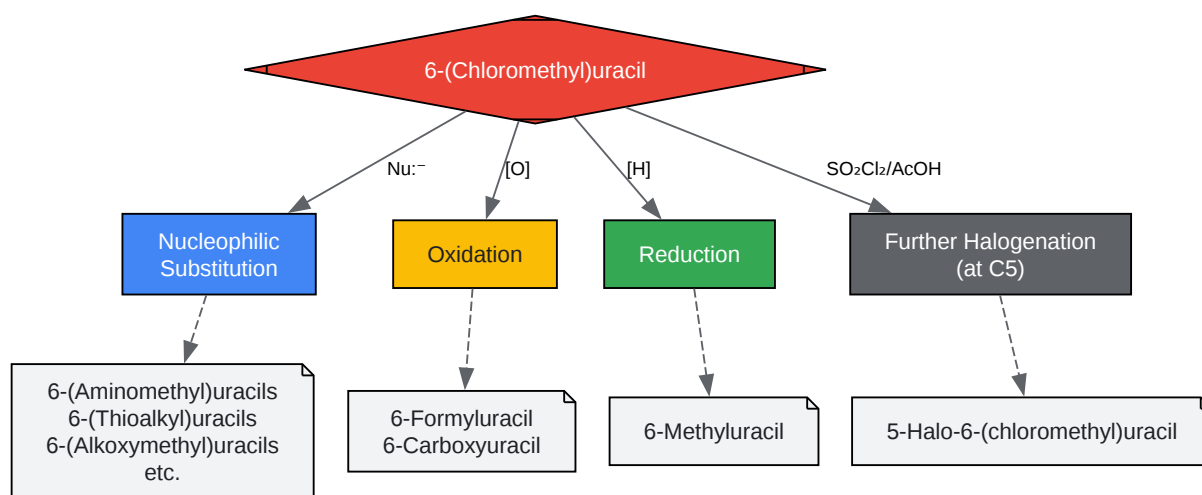 6-(Chloromethyl)uracil
Nu:⁻
[O]
[H]
SO₂Cl₂/AcOH
Nucleophilic
Substitution
Oxidation
Reduction
Further Halogenation
(at C5)
6-(Aminomethyl)uracils
6-(Thioalkyl)uracils
6-(Alkoxymethyl)uracils
etc.
6-Formyluracil
6-Carboxyuracil
6-Methyluracil
5-Halo-6-(chloromethyl)uracil